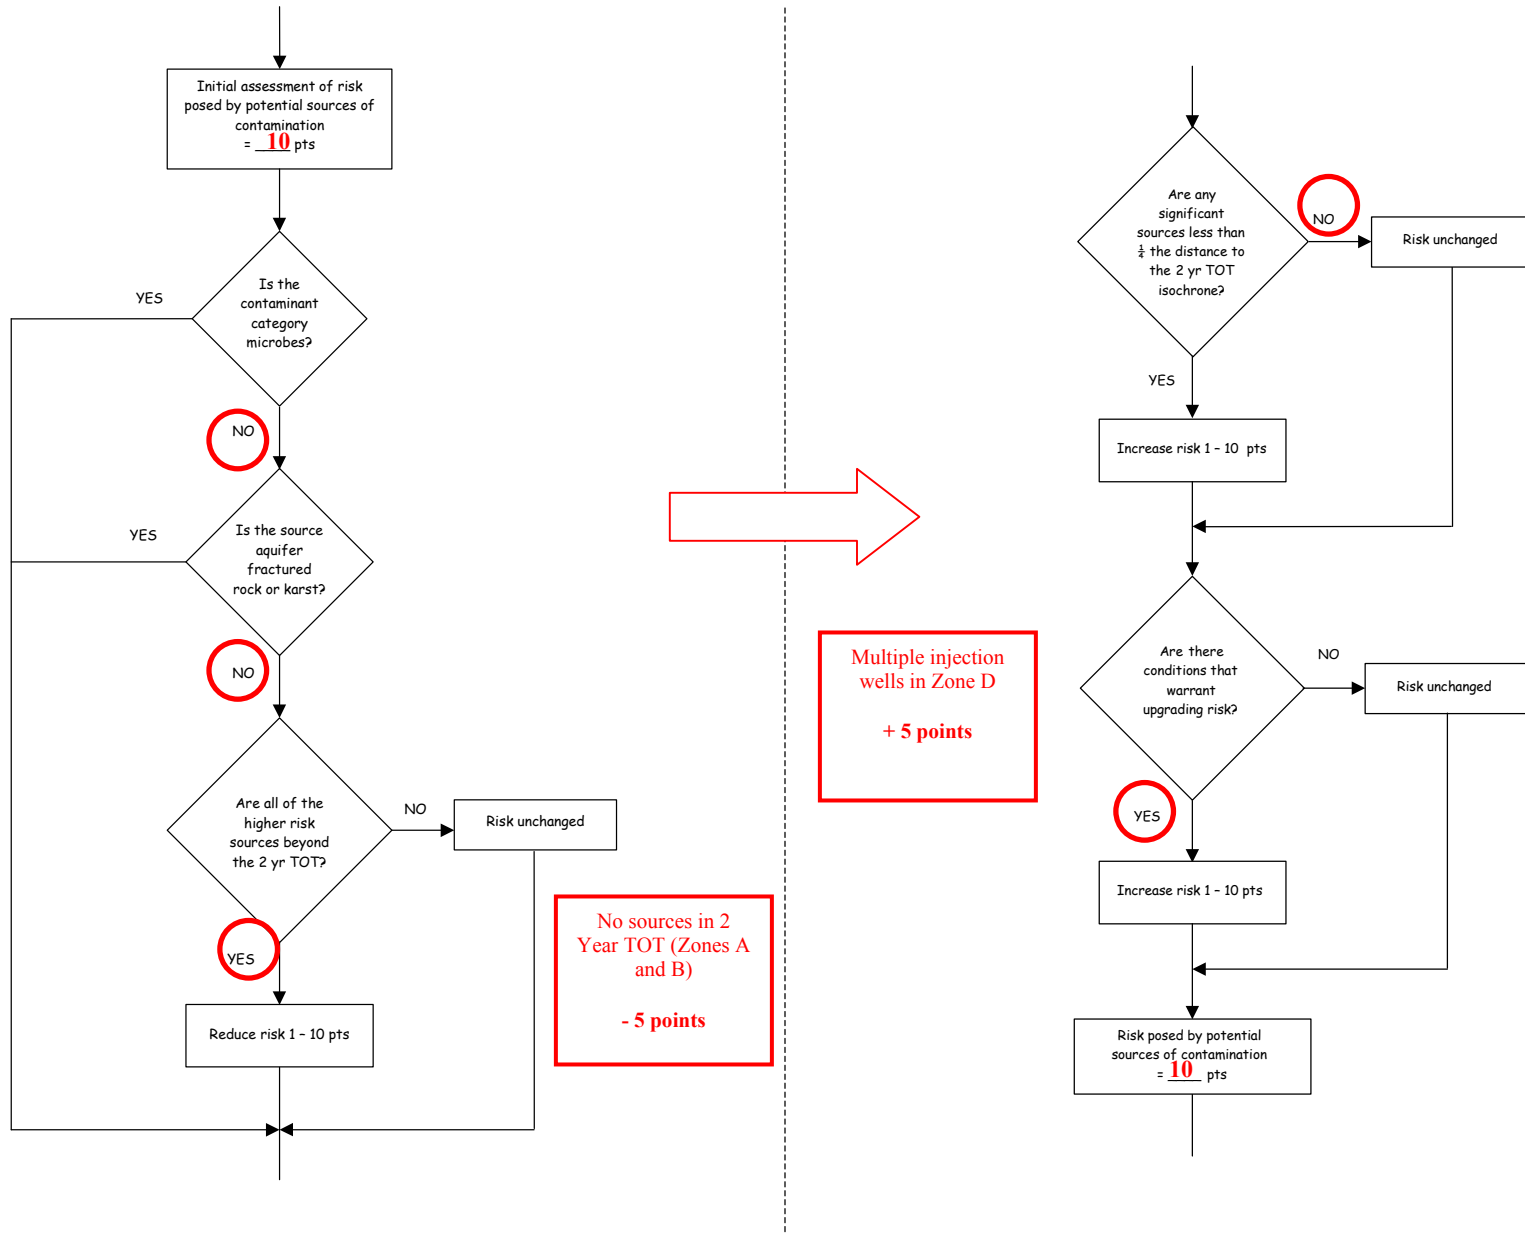 Initial assessment of risk
posed by potential sources of
contamination
= 10 pts
Is the
contaminant
category
microbes?
YES
NO
Is the source
aquifer
fractured
rock or karst?
YES
NO
Are all of the
higher risk
sources beyond
the 2 yr TOT?
NO
Risk unchanged
YES
Reduce risk 1 – 10 pts
No sources in 2
Year TOT (Zones A
and B)
- 5 points
Are any
significant
sources less than
¼ the distance to
the 2 yr TOT
isochrone?
NO
Risk unchanged
YES
Increase risk 1 – 10 pts
Multiple injection
wells in Zone D
+ 5 points
Are there
conditions that
warrant
upgrading risk?
NO
Risk unchanged
YES
Increase risk 1 – 10 pts
Risk posed by potential
sources of contamination
= 10 pts